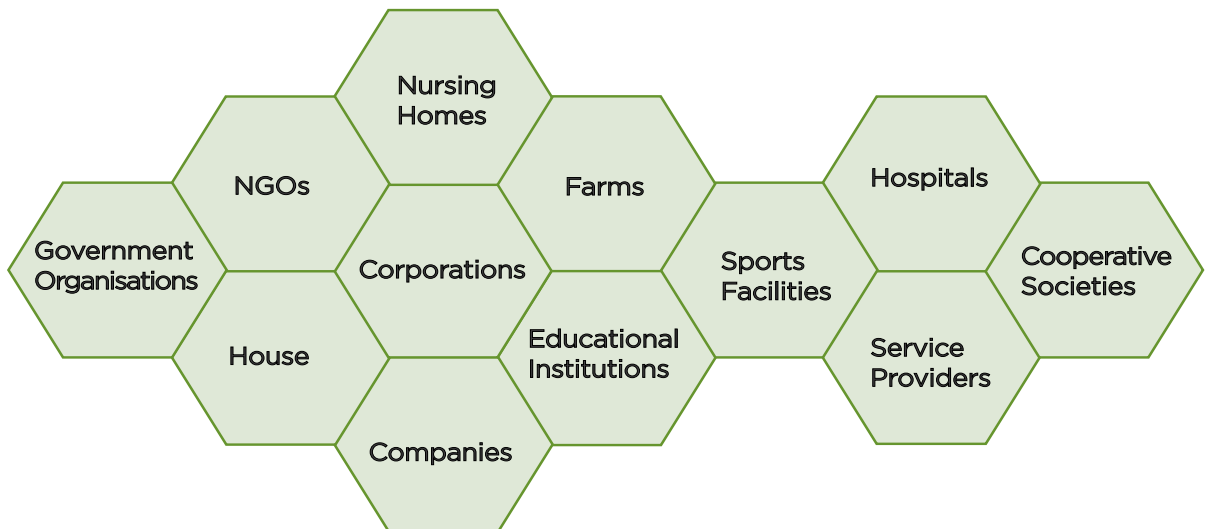 Nursing
Homes
NGOs
Farms
Hospitals
Government
Organisations
Corporations
Sports
Facilities
Cooperative
Societies
House
Educational
Institutions
Service
Providers
Companies